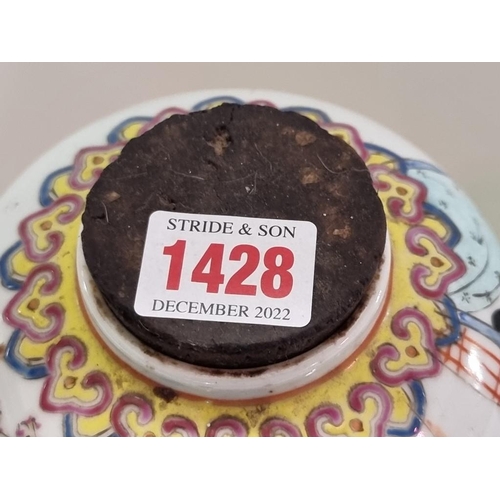 STRIDE & SON
1428
DECEMBER 2022